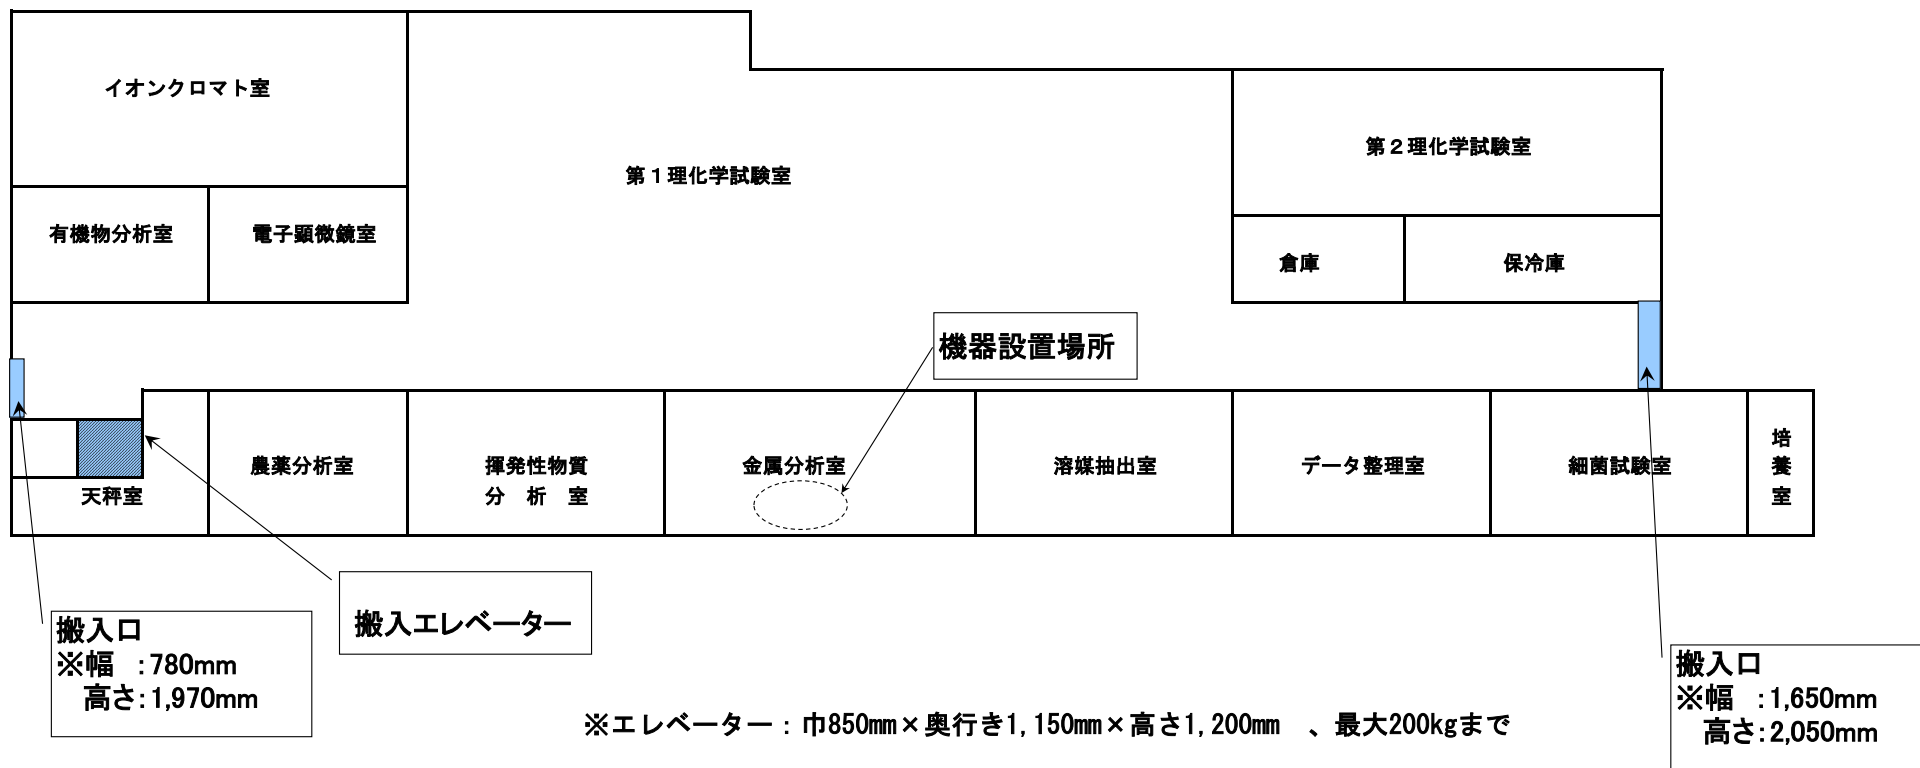 イオンクロマト室
第２理化学試験室
第１理化学試験室
有機物分析室
電子顕微鏡室
倉庫
保冷庫
機器設置場所
農薬分析室
揮発性物質
分　析　室
金属分析室
溶媒抽出室
データ整理室
細菌試験室
培
養
室
天秤室
搬入エレベーター
搬入口
※幅　:780mm
高さ:1,970mm
搬入口
※幅　:1,650mm
高さ:2,050mm
※エレベーター：巾850mm×奥行き1,150mm×高さ1,200mm　、最大200kgまで